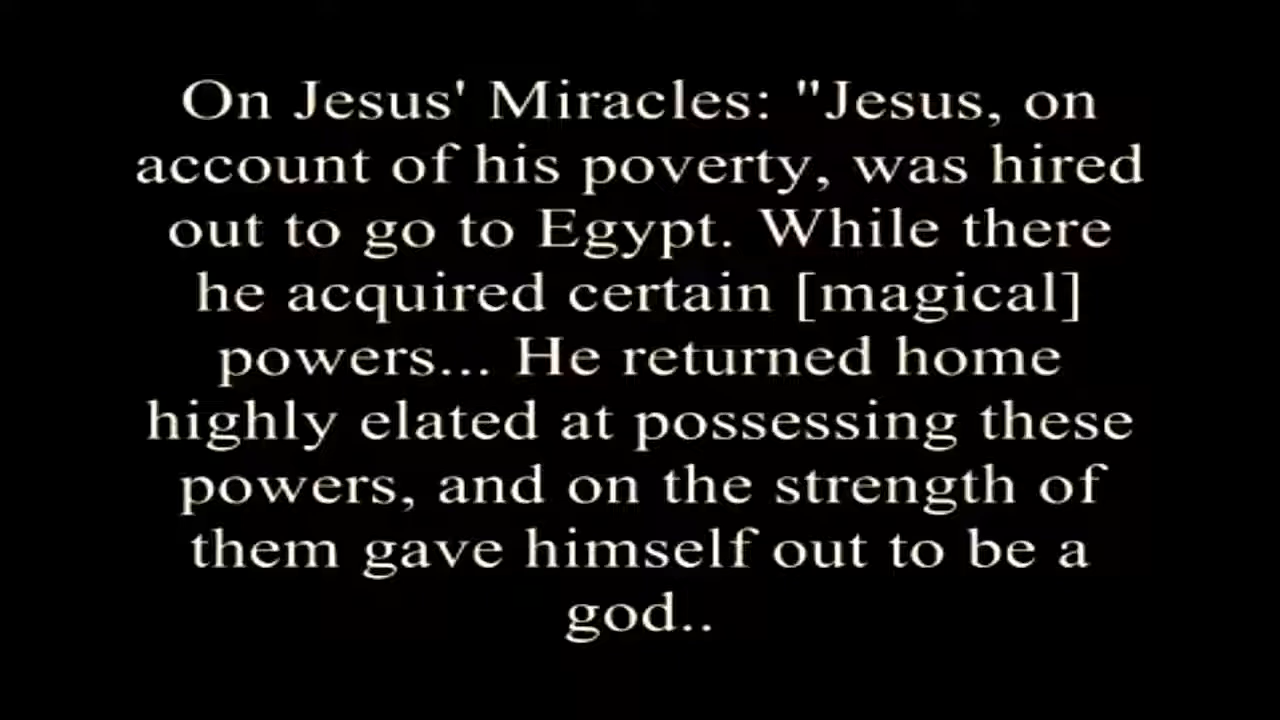 On Jesus' Miracles: "Jesus, on
account of his poverty, was hired
out to go to Egypt. While there
he acquired certain [magical]
powers... He returned home
highly elated at possessing these
powers, and on the strength of
them gave himself out to be a
god..